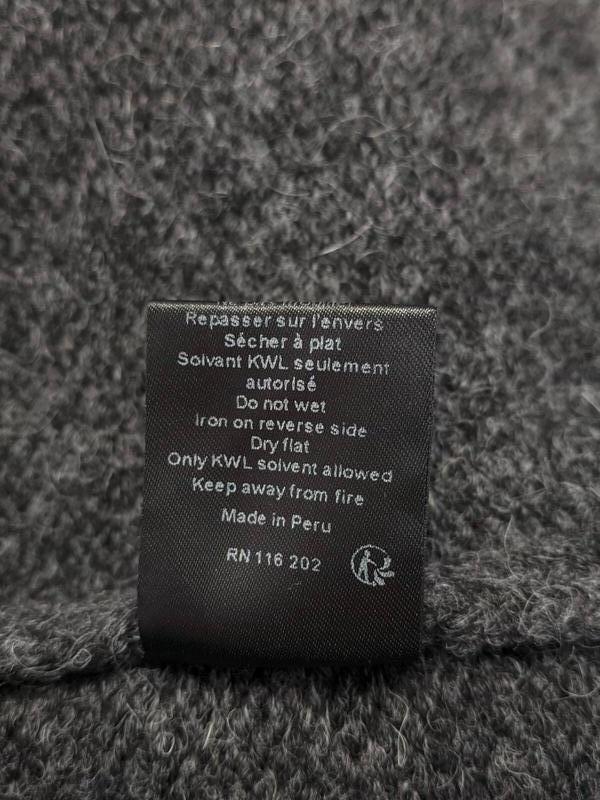 Repasser sur l'envers
Sécher à plat
Solvant KWL seulement
autorisé
Do not wet
Iron on reverse side
Dry flat
Only KWL solvent allowed
Keep away from fire
Made in Peru
RN 116 202